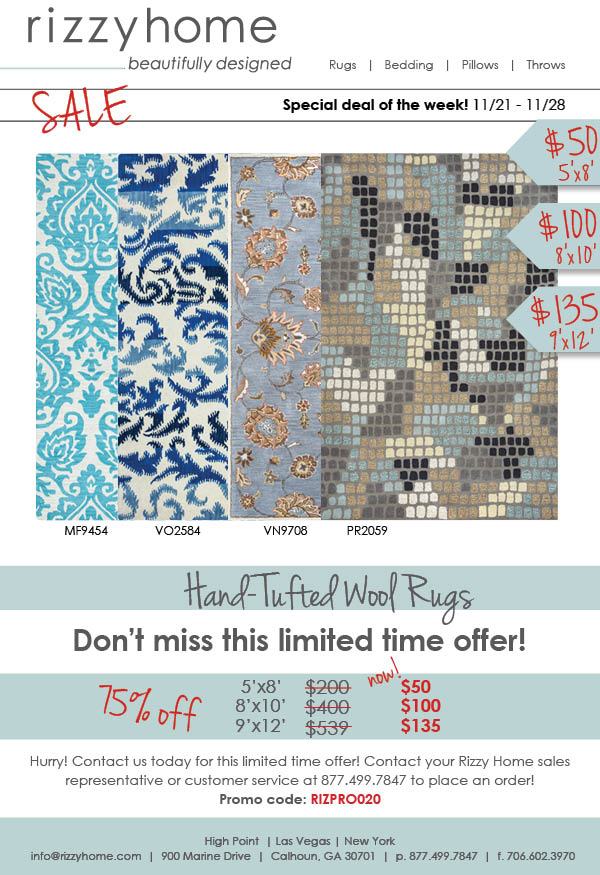 rizzyhome
beautifully designed
Rugs | Bedding | Pillows | Throws
SALE
Special deal of the week! 11/21 - 11/28
$50
5'x8'
$100
8'x10'
$135
9'x12'
MF9454 VO2584 VN9708 PR2059
Hand-Tufted Wool Rugs
Don't miss this limited time offer!
75% off
now!
5'x8' $200 $50
8'x10' $400 $100
9'x12' $539 $135
Hurry! Contact us today for this limited time offer! Contact your Rizzy Home sales
representative or customer service at 877.499.7847 to place an order!
Promo code: RIZPRO020
High Point | Las Vegas | New York
info@rizzyhome.com | 900 Marine Drive | Calhoun, GA 30701 | p. 877.499.7847 | f. 706.602.3970